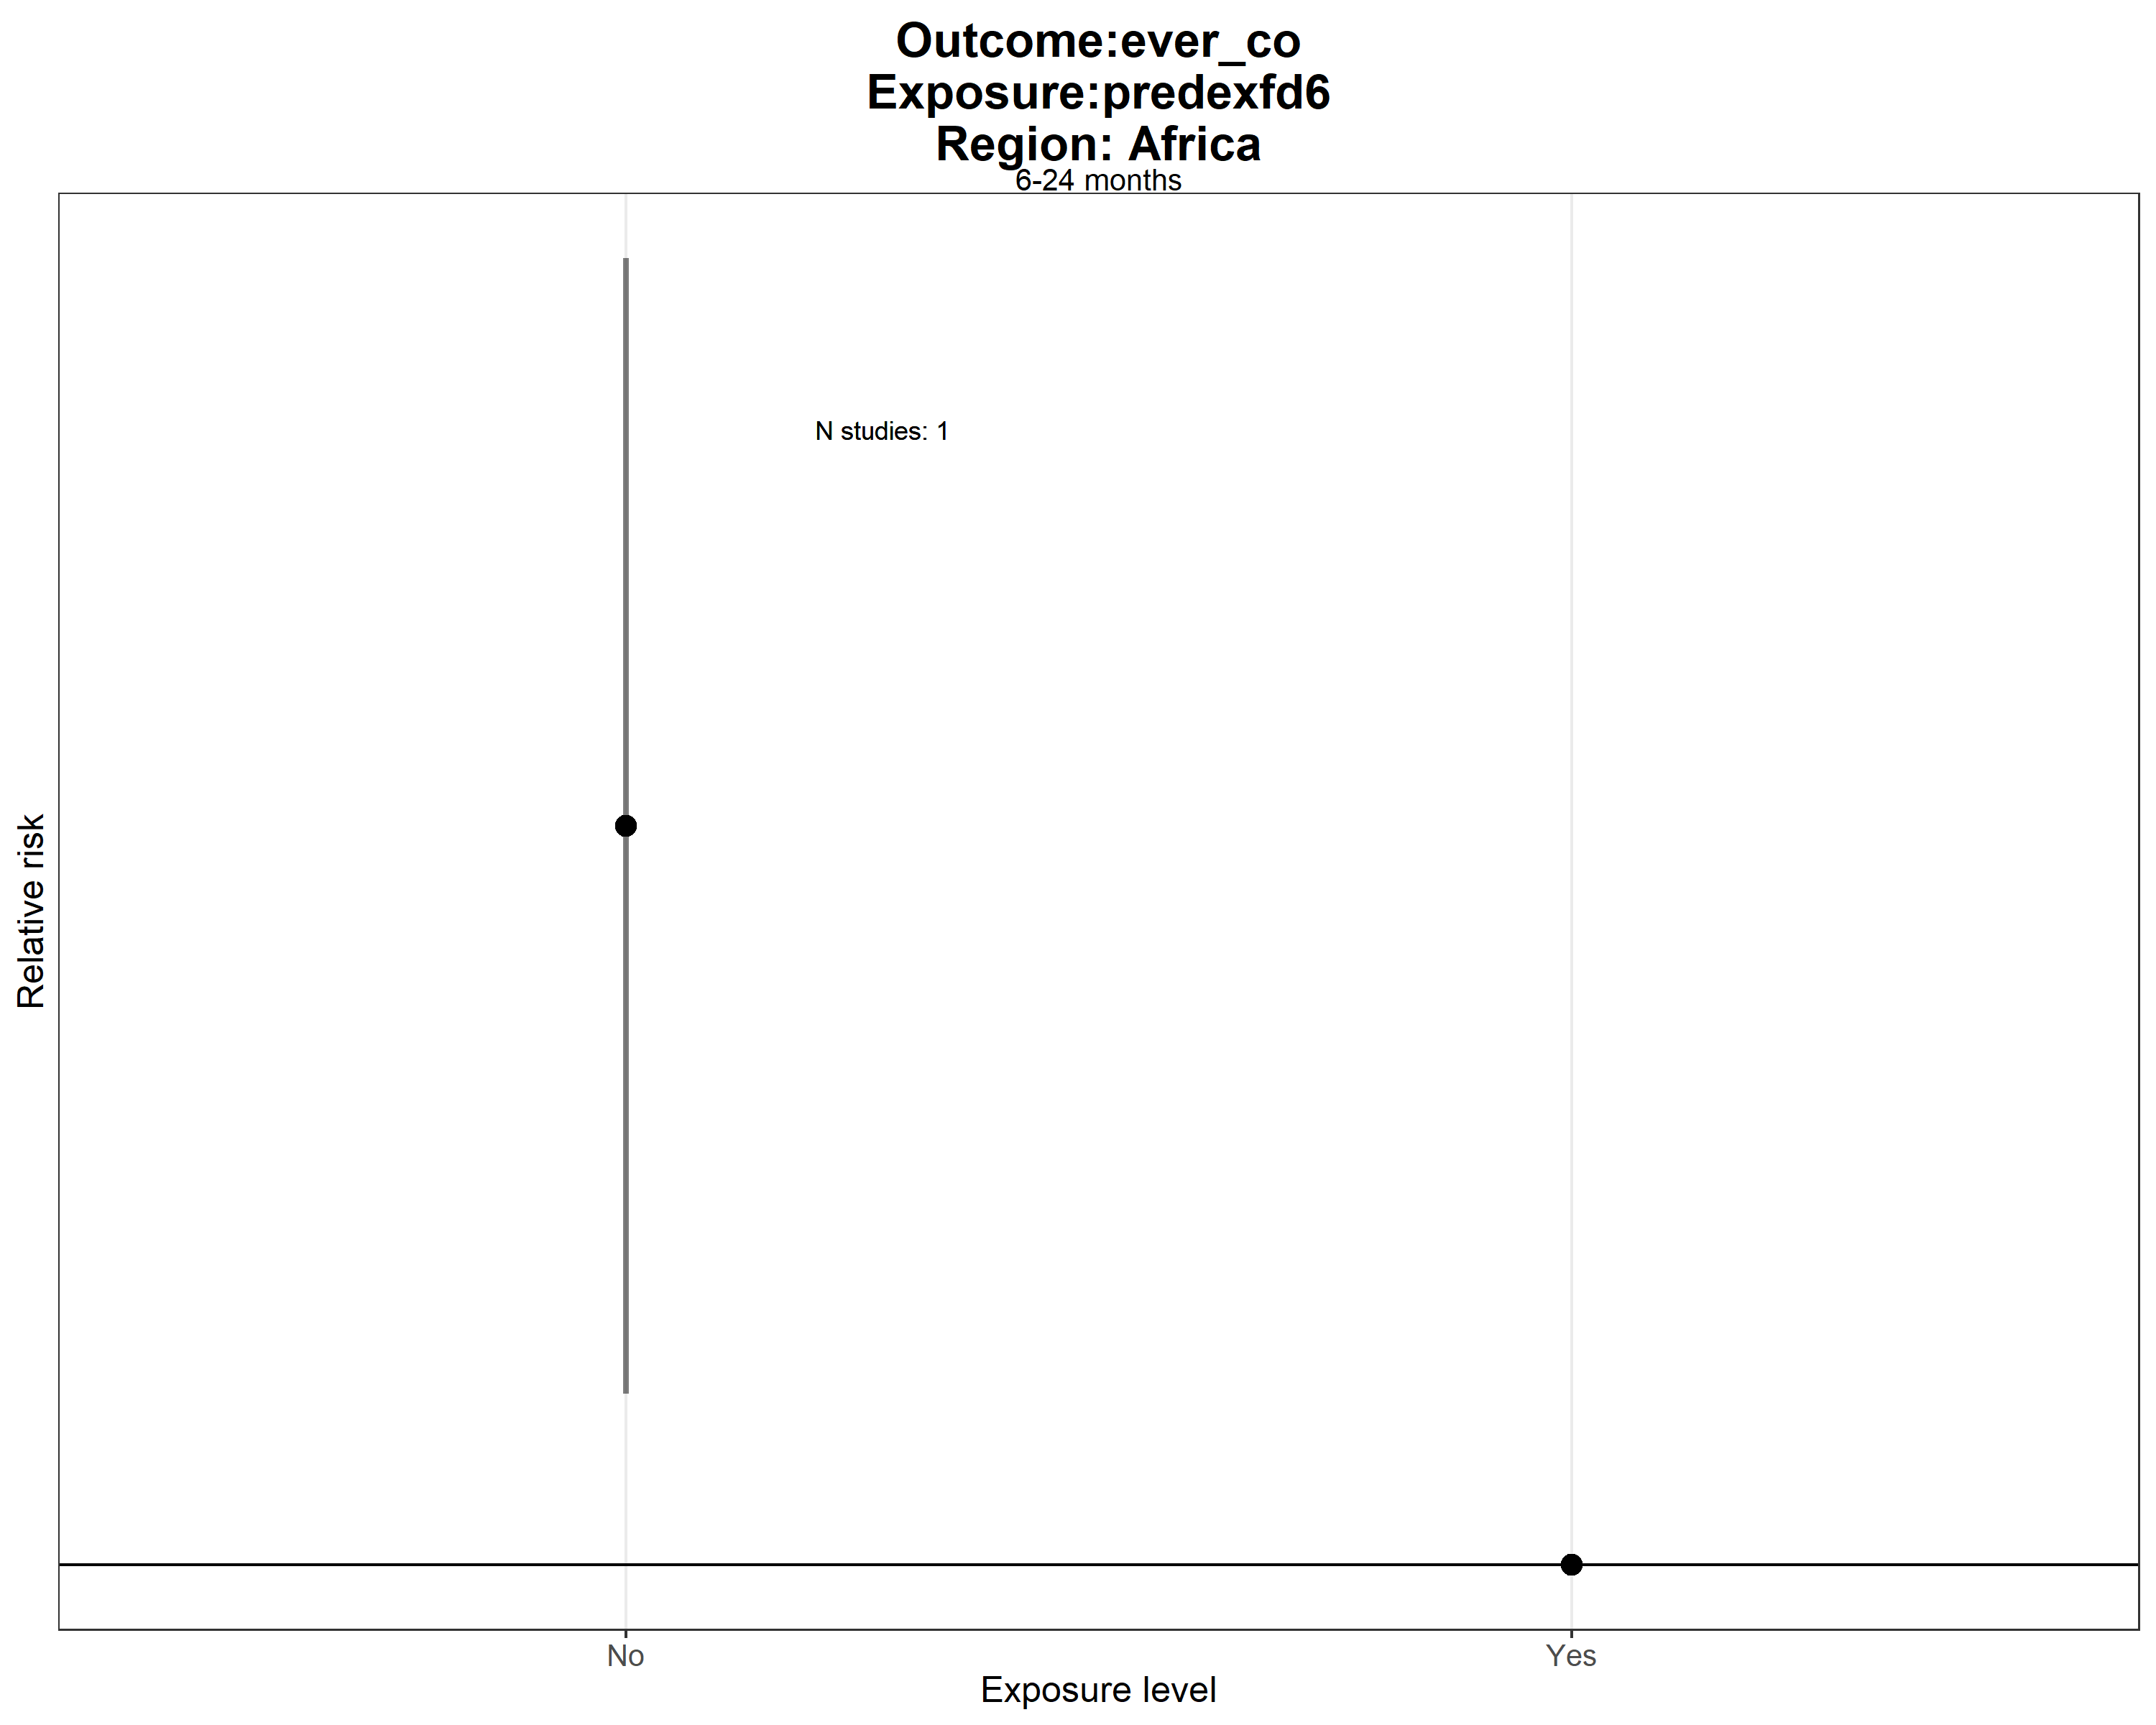 Outcome:ever_co
Exposure:predexfd6
Region: Africa
6-24 months
N studies: 1
Relative risk
No
Yes
Exposure level